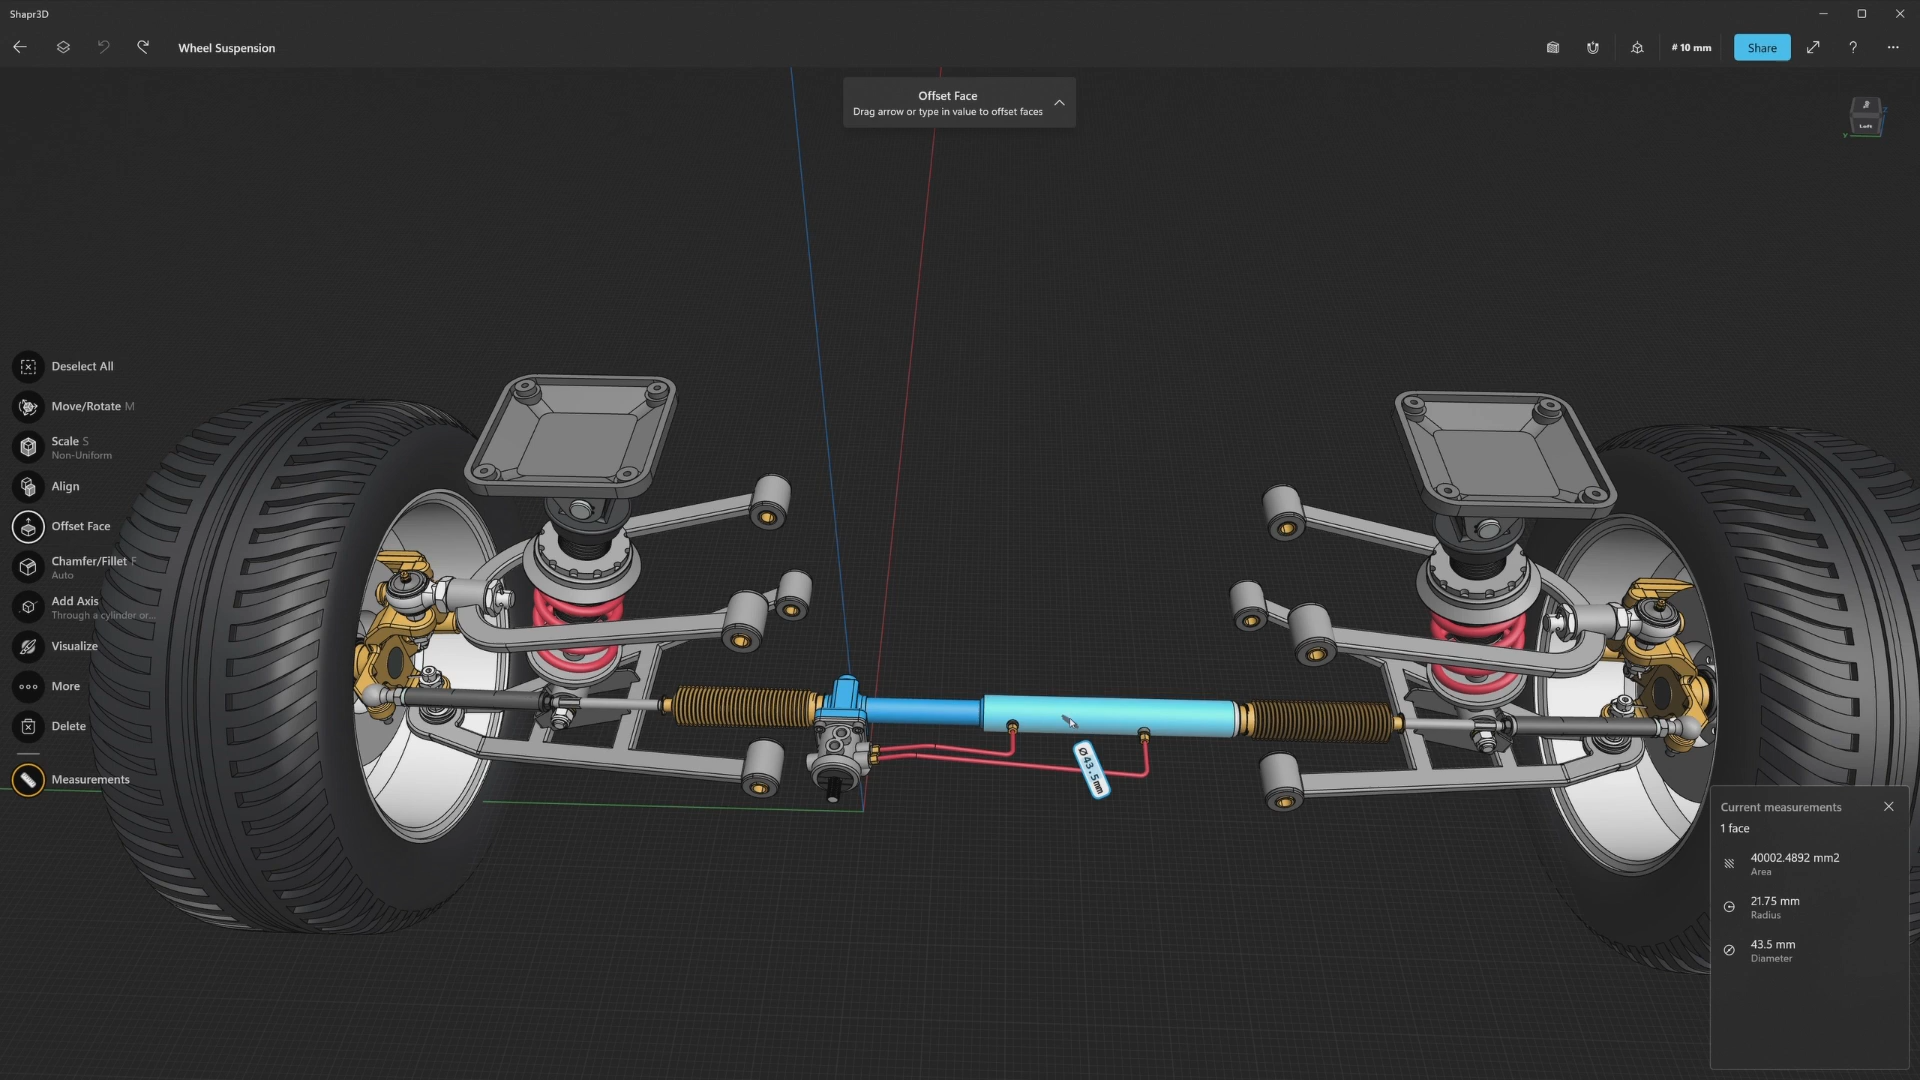 Shapr3D
Wheel Suspension
# 10 mm
Share
?
Offset Face
Drag arrow or type in value to offset faces
Left
Y
Z
Deselect All
Move/Rotate M
Scale S
Non-Uniform
Align
Offset Face
Chamfer/Fillet F
Auto
Add Axis
Through a cylinder or...
Visualize
More
Delete
Measurements
Ø43.5mm
Current measurements
1 face
40002.4892 mm2
Area
21.75 mm
Radius
43.5 mm
Diameter